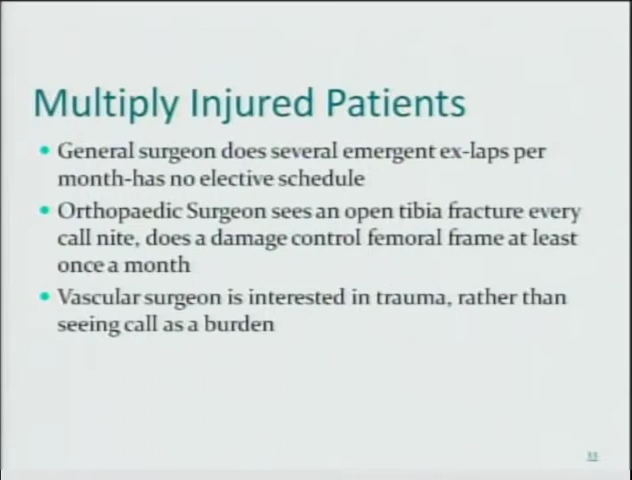 Multiply Injured Patients
• General surgeon does several emergent ex-laps per
month-has no elective schedule
• Orthopaedic Surgeon sees an open tibia fracture every
call nite, does a damage control femoral frame at least
once a month
• Vascular surgeon is interested in trauma, rather than
seeing call as a burden